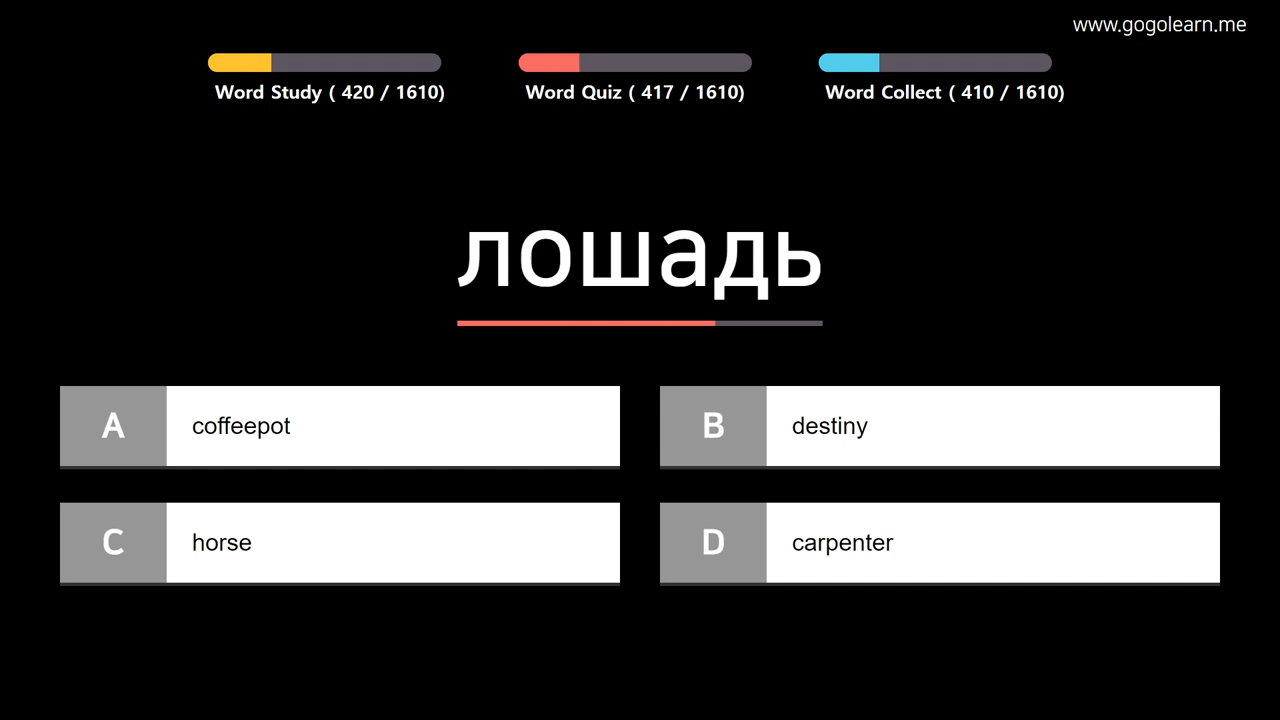 www.gogolearn.me
Word Study ( 420 / 1610)
Word Quiz ( 417 / 1610)
Word Collect ( 410 / 1610)
лошадь
A coffeepot
B destiny
C horse
D carpenter